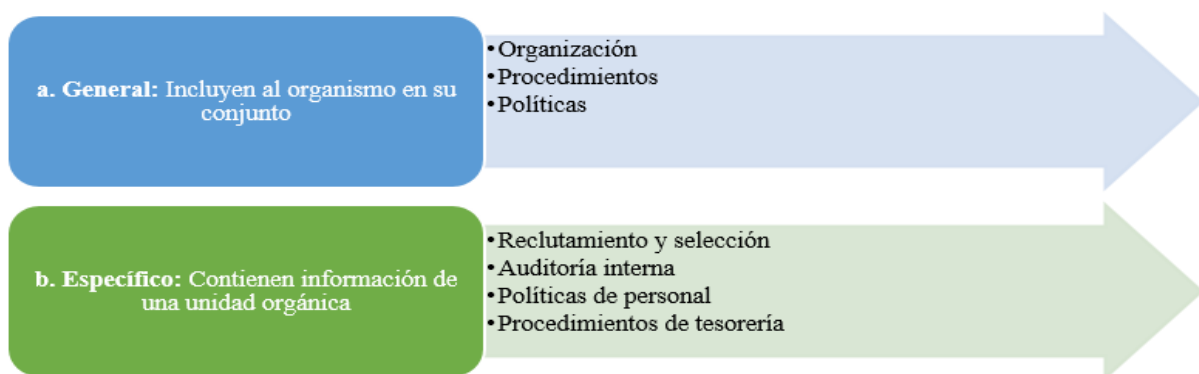 a. General: Incluyen al organismo en su
conjunto
•Organización
•Procedimientos
•Políticas
b. Específico: Contienen información de
una unidad orgánica
•Reclutamiento y selección
•Auditoría interna
•Políticas de personal
•Procedimientos de tesorería